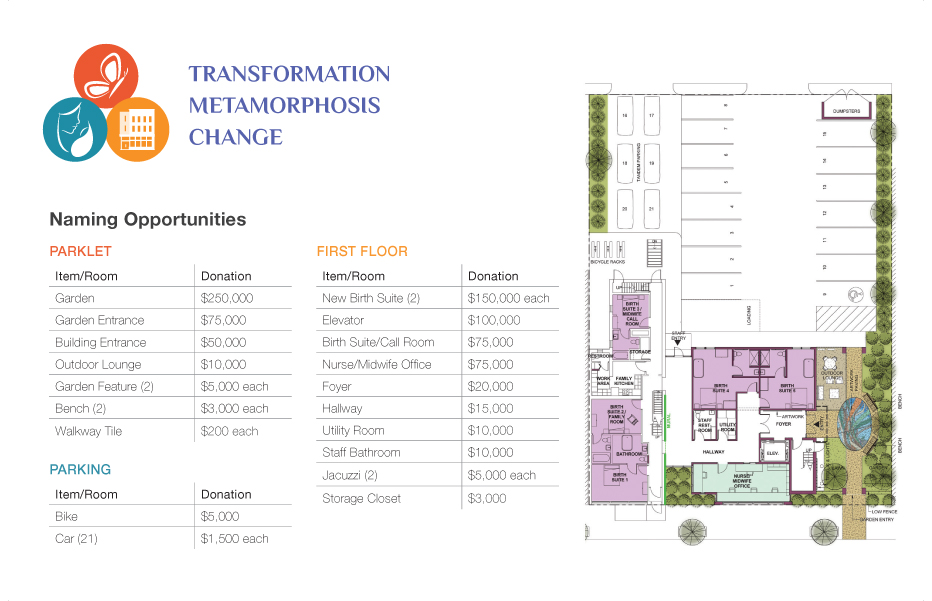 TRANSFORMATION
METAMORPHOSIS
CHANGE
Naming Opportunities
PARKLET
Item/Room Donation
Garden $250,000
Garden Entrance $75,000
Building Entrance $50,000
Outdoor Lounge $10,000
Garden Feature (2) $5,000 each
Bench (2) $3,000 each
Walkway Tile $200 each
PARKING
Item/Room Donation
Bike $5,000
Car (21) $1,500 each
FIRST FLOOR
Item/Room Donation
New Birth Suite (2) $150,000 each
Elevator $100,000
Birth Suite/Call Room $75,000
Nurse/Midwife Office $75,000
Foyer $20,000
Hallway $15,000
Utility Room $10,000
Staff Bathroom $10,000
Jacuzzi (2) $5,000 each
Storage Closet $3,000
DUMPSTERS
16 17
18 19
20 21
TANDEM PARKING
8
7
6
5
4
3
2
1
15
14
13
12
11
10
9
BICYCLE RACKS
UP
LOADING
STAFF
ENTRY
BIRTH
SUITE 3 /
MIDWIFE
CALL
ROOM
STORAGE
RESTROOM
WORK
AREA
FAMILY
KITCHEN
BIRTH
SUITE 2 /
FAMILY
ROOM
BATHROOM
BIRTH
SUITE 1
MURAL
BIRTH
SUITE 4
BIRTH
SUITE 5
STAFF
REST
ROOM
UTILITY
ROOM
ARTWORK
FOYER
ENTRY
HALLWAY
ELEV.
NURSE/
MIDWIFE
OFFICE
OUTDOOR
LOUNGE
BENCH
BENCH
LOW FENCE
GARDEN ENTRY